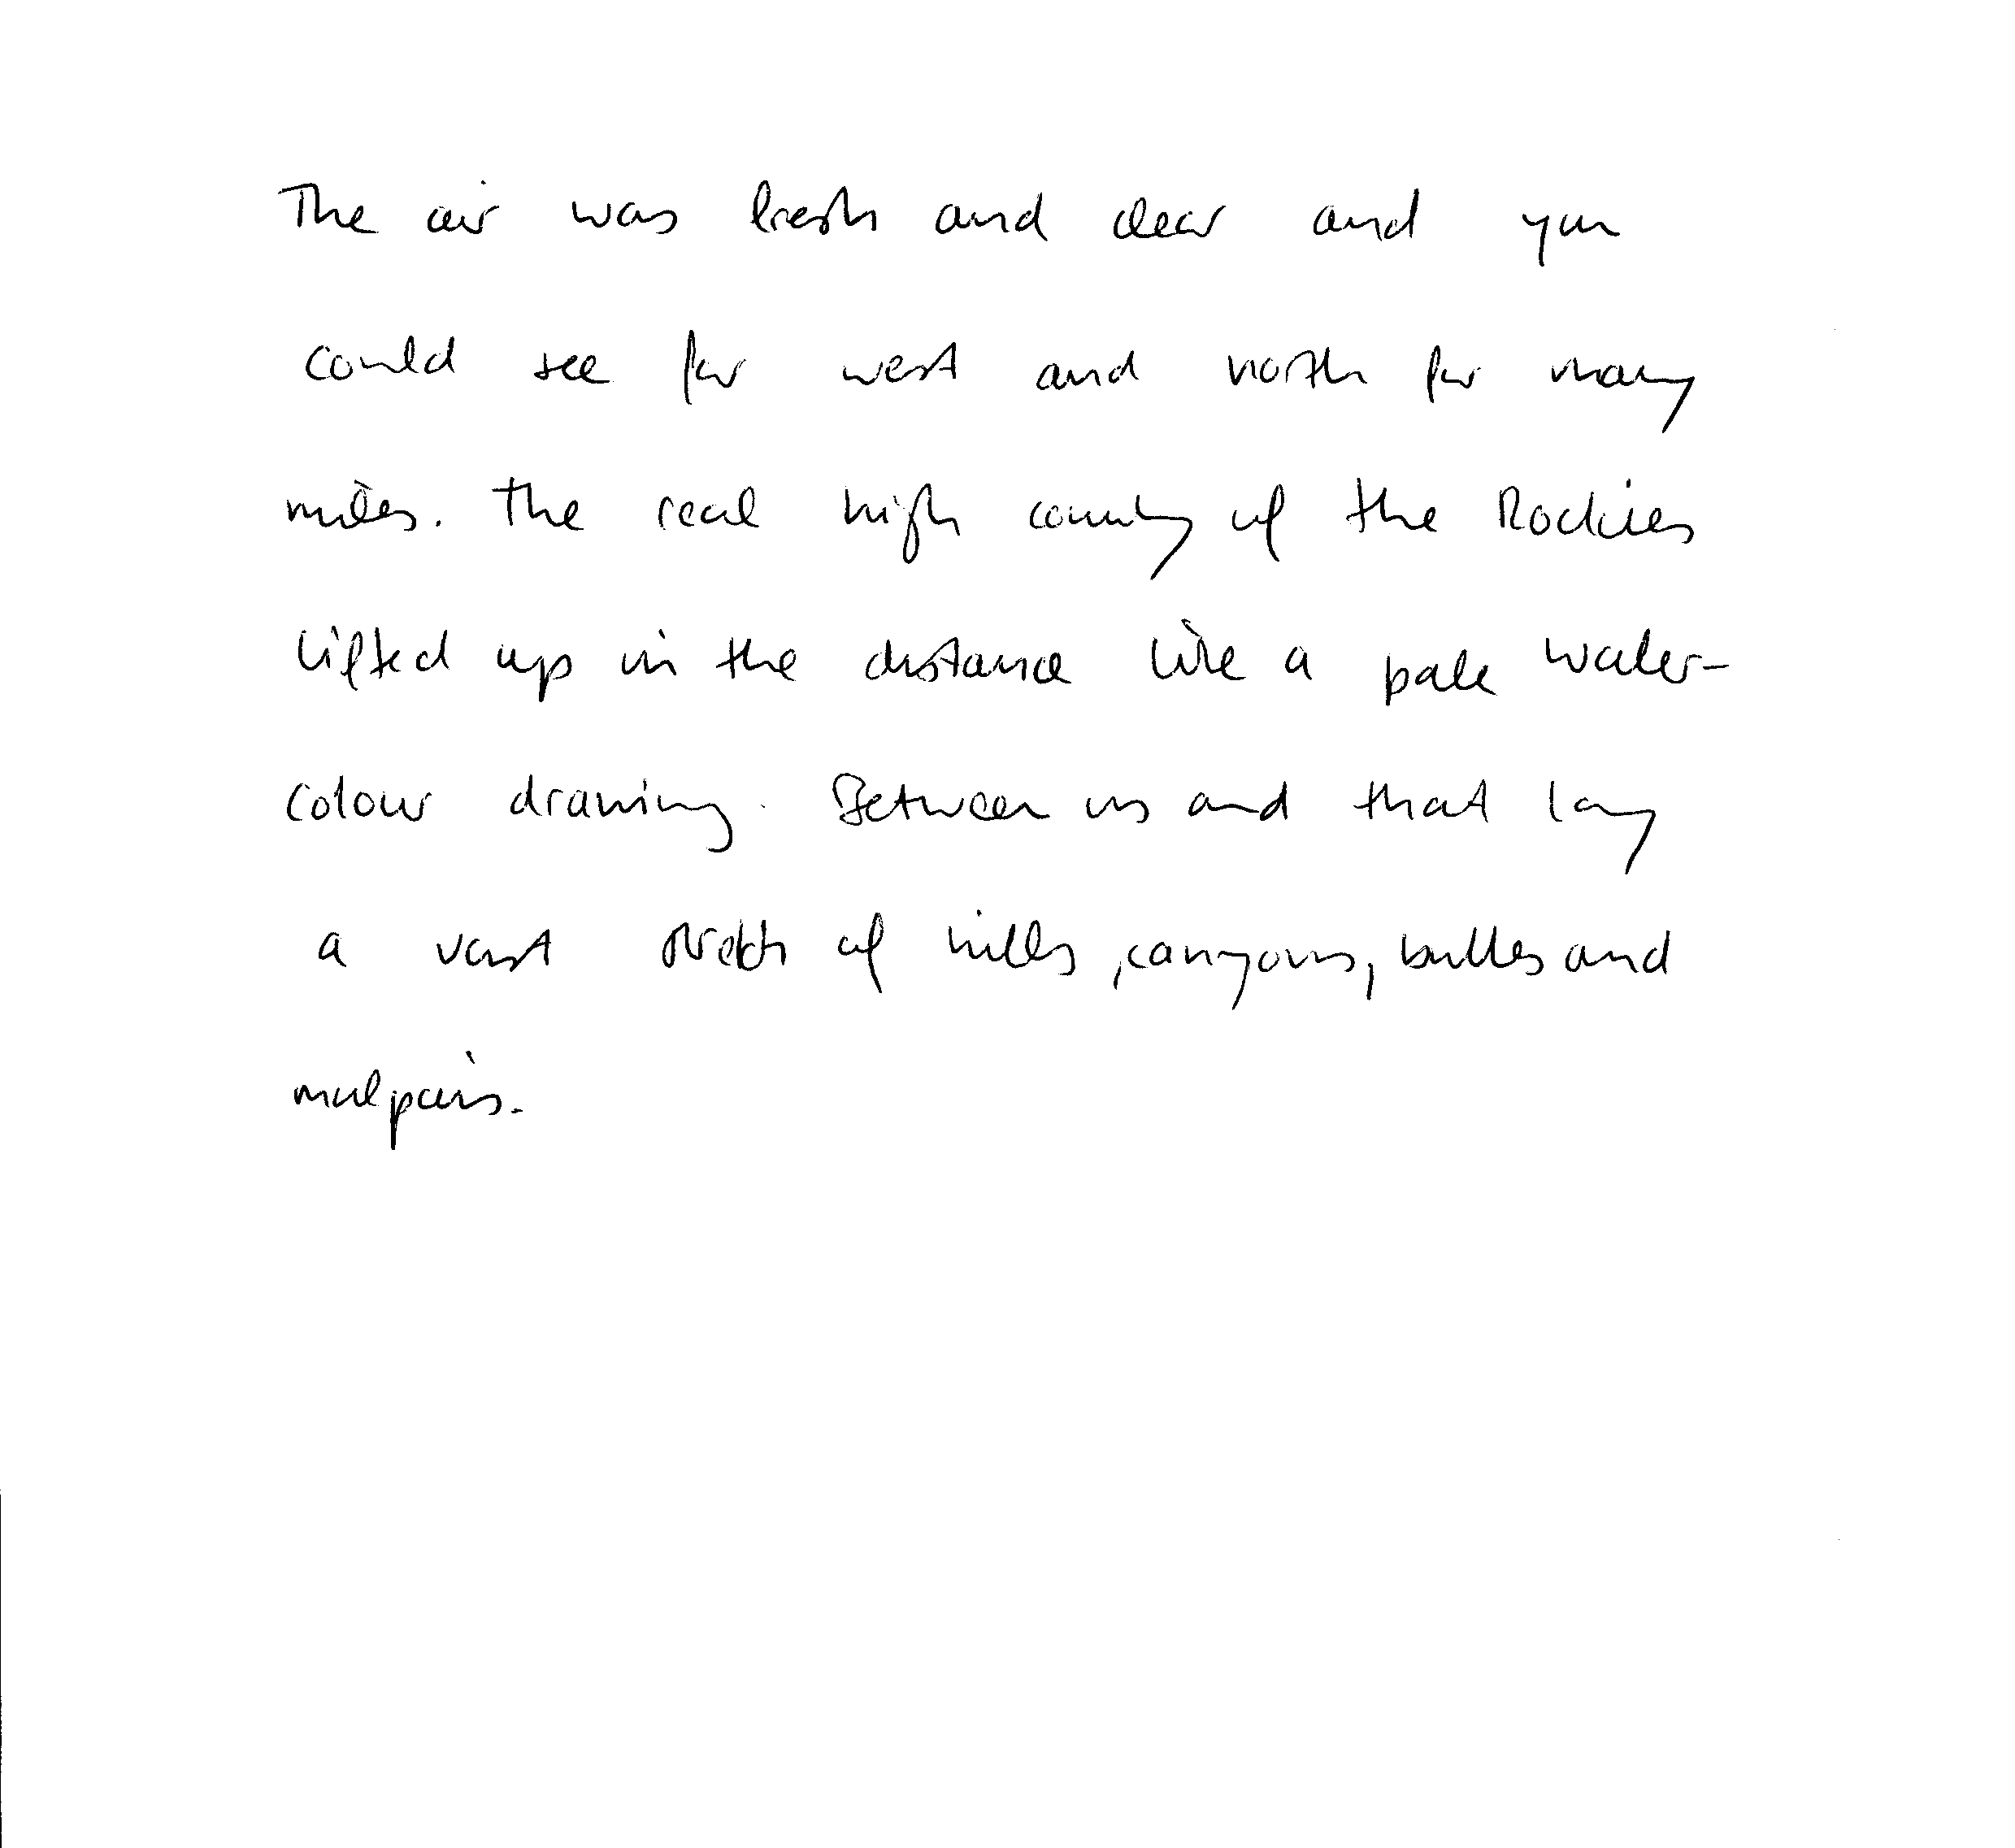 The air was fresh and clear and you
could see far west and north for many
miles. The real high country of the Rockies
lifted up in the distance like a pale water-
colour drawing. Between us and that lay
a vast stretch of hills, canyons, buttes and
malpais.